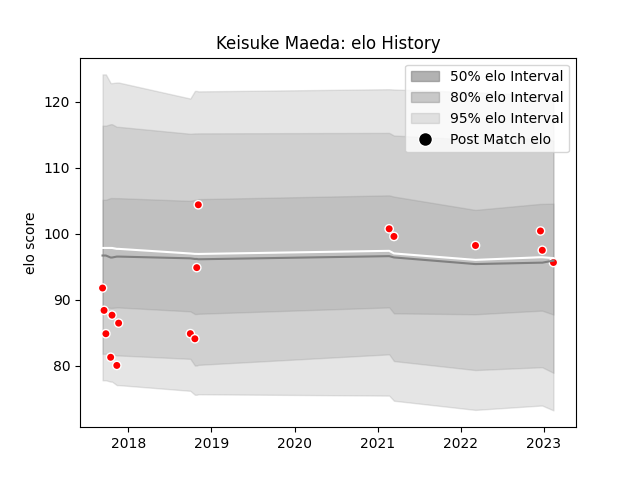 Keisuke Maeda: elo History
50% elo Interval
80% elo Interval
95% elo Interval
Post Match elo
elo score
120
110
100
90
80
2018 2019 2020 2021 2022 2023